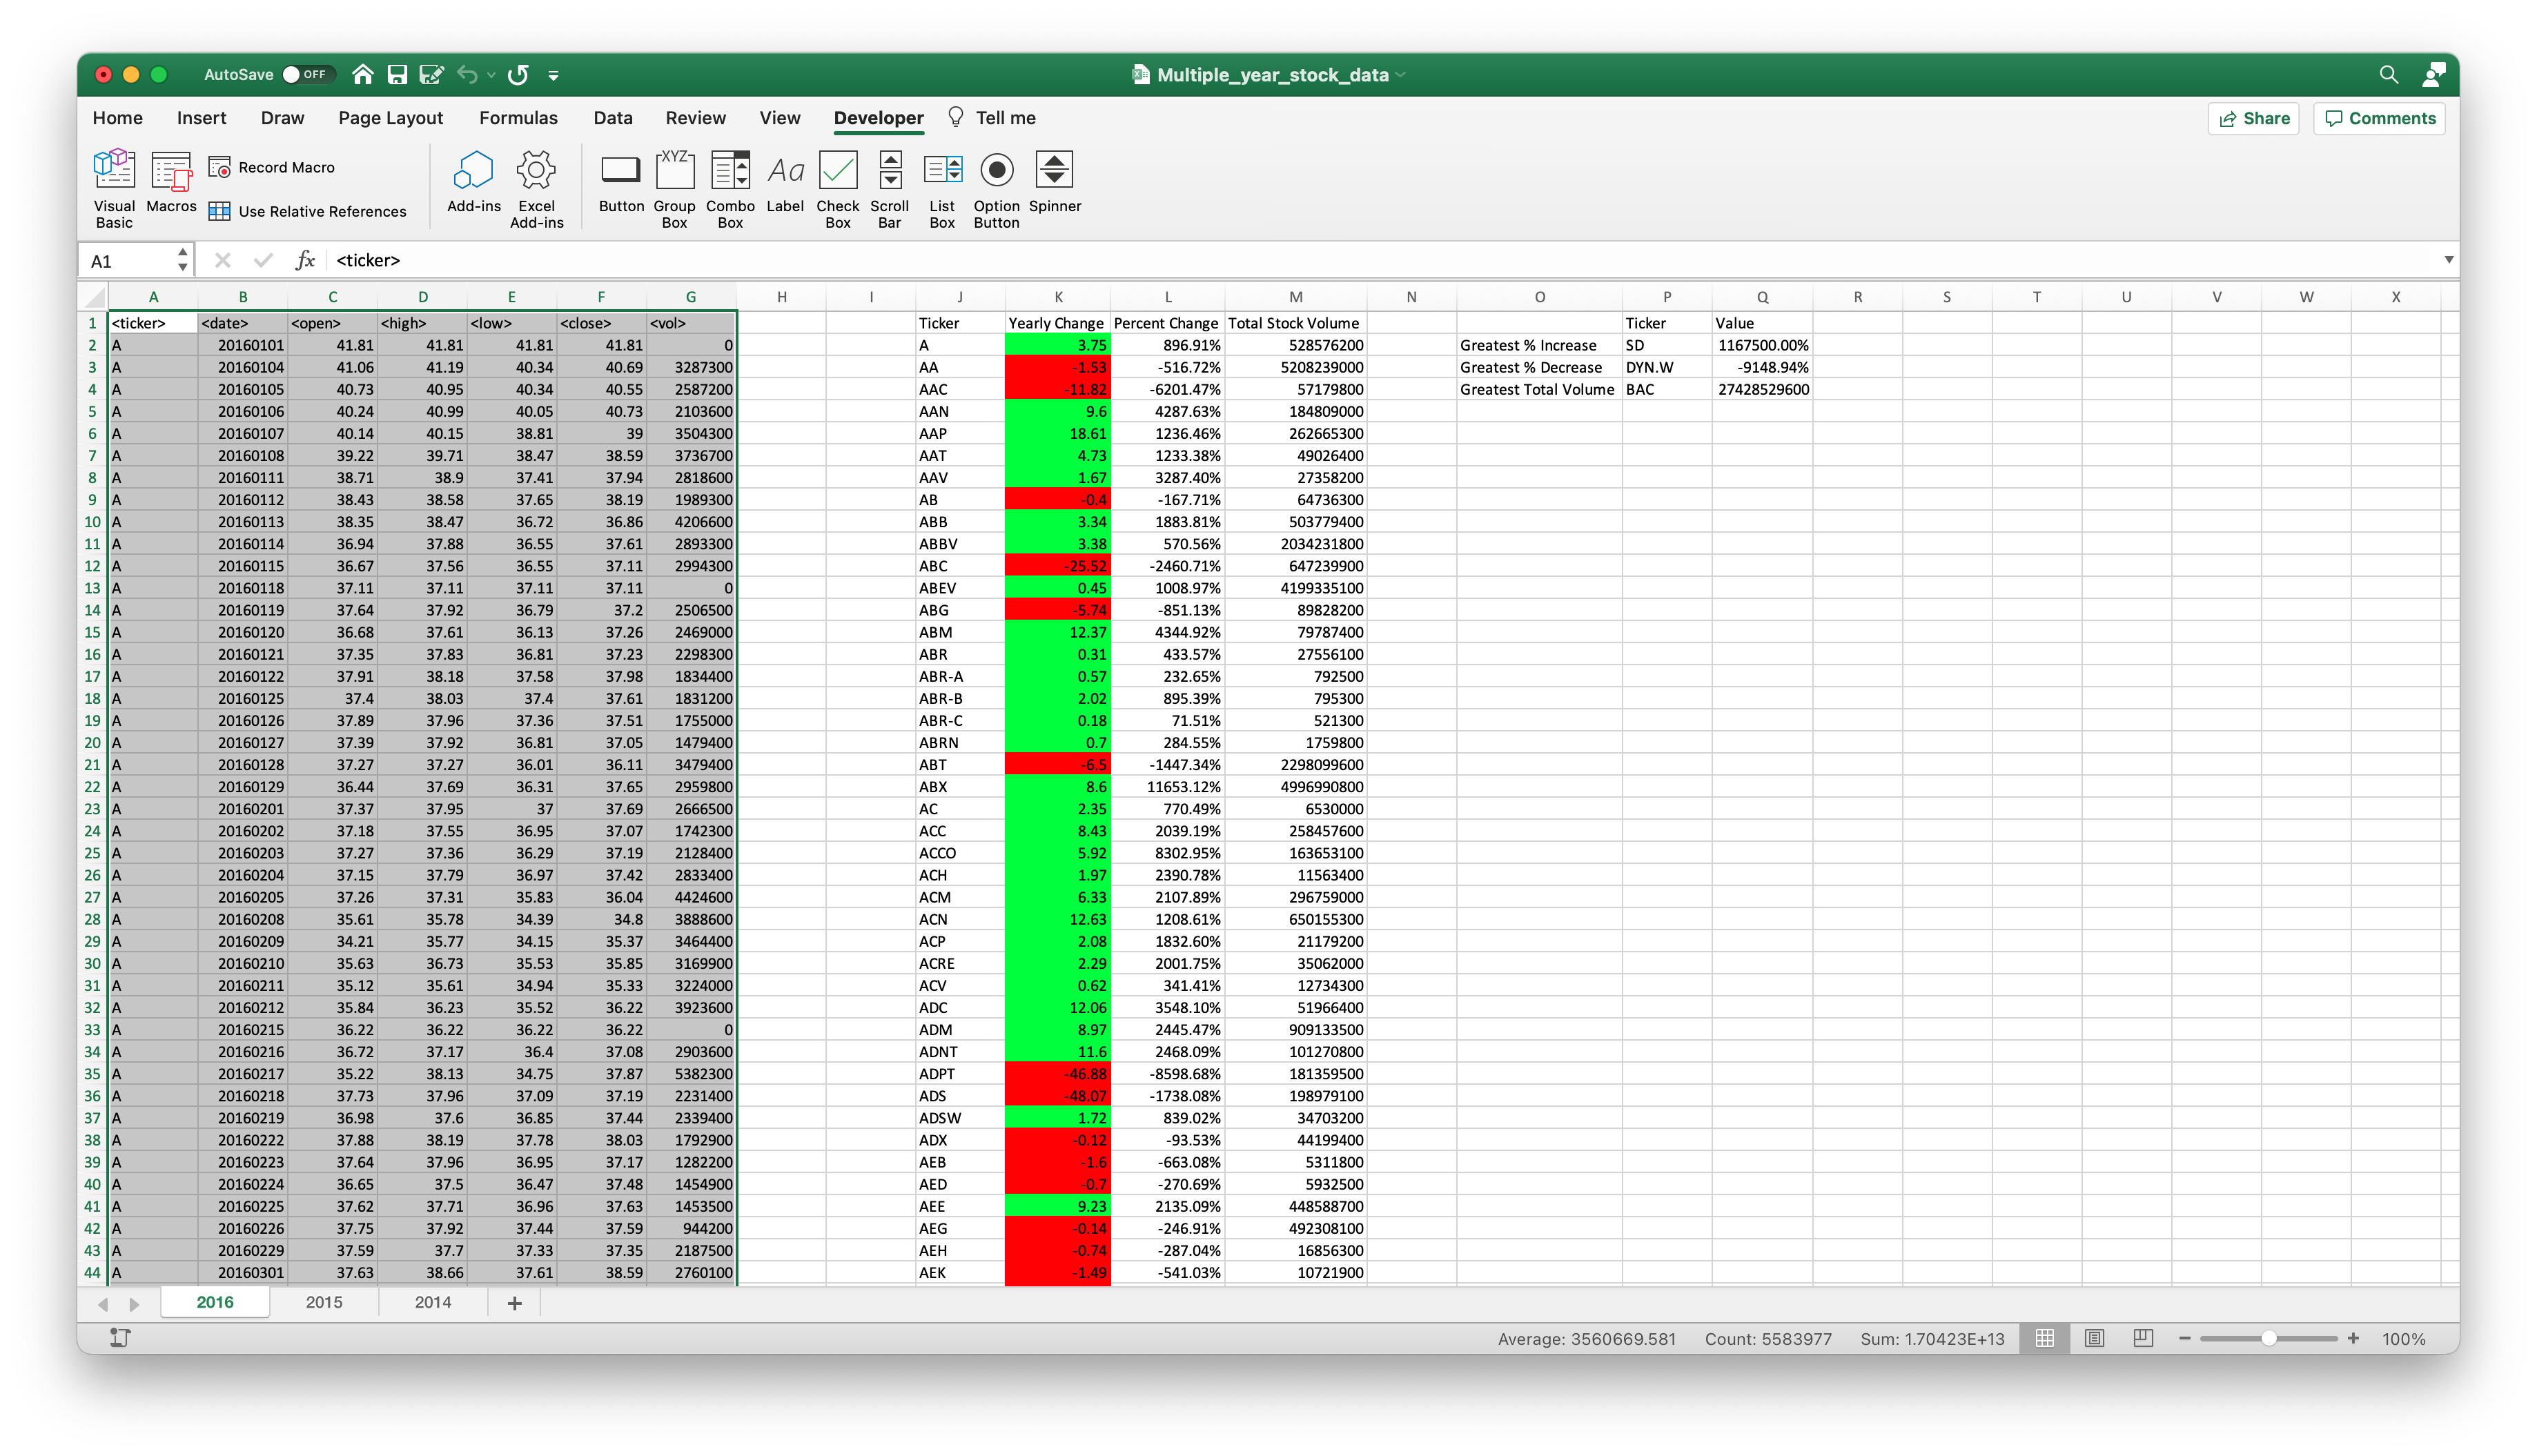 AutoSave OFF Multiple_year_stock_data
Home Insert Draw Page Layout Formulas Data Review View Developer Tell me Share Comments
Visual Basic Macros Record Macro Use Relative References Add-ins Excel Add-ins Button Group Box Combo Box Label Check Box Scroll Bar List Box Option Button Spinner
XYZ Aa
A1 fx <ticker>
A B C D E F G H I J K L M N O P Q R S T U V W X
1 <ticker> <date> <open> <high> <low> <close> <vol> Ticker Yearly Change Percent Change Total Stock Volume Ticker Value
2 A 20160101 41.81 41.81 41.81 41.81 0 A 3.75 896.91% 528576200 Greatest % Increase SD 1167500.00%
3 A 20160104 41.06 41.19 40.34 40.69 3287300 AA -1.53 -516.72% 5208239000 Greatest % Decrease DYN.W -9148.94%
4 A 20160105 40.73 40.95 40.34 40.55 2587200 AAC -11.82 -6201.47% 57179800 Greatest Total Volume BAC 27428529600
5 A 20160106 40.24 40.99 40.05 40.73 2103600 AAN 9.6 4287.63% 184809000
6 A 20160107 40.14 40.15 38.81 39 3504300 AAP 18.61 1236.46% 262665300
7 A 20160108 39.22 39.71 38.47 38.59 3736700 AAT 4.73 1233.38% 49026400
8 A 20160111 38.71 38.9 37.41 37.94 2818600 AAV 1.67 3287.40% 27358200
9 A 20160112 38.43 38.58 37.65 38.19 1989300 AB -0.4 -167.71% 64736300
10 A 20160113 38.35 38.47 36.72 36.86 4206600 ABB 3.34 1883.81% 503779400
11 A 20160114 36.94 37.88 36.55 37.61 2893300 ABBV 3.38 570.56% 2034231800
12 A 20160115 36.67 37.56 36.55 37.11 2994300 ABC -25.52 -2460.71% 647239900
13 A 20160118 37.11 37.11 37.11 37.11 0 ABEV 0.45 1008.97% 4199335100
14 A 20160119 37.64 37.92 36.79 37.2 2506500 ABG -5.74 -851.13% 89828200
15 A 20160120 36.68 37.61 36.13 37.26 2469000 ABM 12.37 4344.92% 79787400
16 A 20160121 37.35 37.83 36.81 37.23 2298300 ABR 0.31 433.57% 27556100
17 A 20160122 37.91 38.18 37.58 37.98 1834400 ABR-A 0.57 232.65% 792500
18 A 20160125 37.4 38.03 37.4 37.61 1831200 ABR-B 2.02 895.39% 795300
19 A 20160126 37.89 37.96 37.36 37.51 1755000 ABR-C 0.18 71.51% 521300
20 A 20160127 37.39 37.92 36.81 37.05 1479400 ABRN 0.7 284.55% 1759800
21 A 20160128 37.27 37.27 36.01 36.11 3479400 ABT -6.5 -1447.34% 2298099600
22 A 20160129 36.44 37.69 36.31 37.65 2959800 ABX 8.6 11653.12% 4996990800
23 A 20160201 37.37 37.95 37 37.69 2666500 AC 2.35 770.49% 6530000
24 A 20160202 37.18 37.55 36.95 37.07 1742300 ACC 8.43 2039.19% 258457600
25 A 20160203 37.27 37.36 36.29 37.19 2128400 ACCO 5.92 8302.95% 163653100
26 A 20160204 37.15 37.79 36.97 37.42 2833400 ACH 1.97 2390.78% 11563400
27 A 20160205 37.26 37.31 35.83 36.04 4424600 ACM 6.33 2107.89% 296759000
28 A 20160208 35.61 35.78 34.39 34.8 3888600 ACN 12.63 1208.61% 650155300
29 A 20160209 34.21 35.77 34.15 35.37 3464400 ACP 2.08 1832.60% 21179200
30 A 20160210 35.63 36.73 35.53 35.85 3169900 ACRE 2.29 2001.75% 35062000
31 A 20160211 35.12 35.61 34.94 35.33 3224000 ACV 0.62 341.41% 12734300
32 A 20160212 35.84 36.23 35.52 36.22 3923600 ADC 12.06 3548.10% 51966400
33 A 20160215 36.22 36.22 36.22 36.22 0 ADM 8.97 2445.47% 909133500
34 A 20160216 36.72 37.17 36.4 37.08 2903600 ADNT 11.6 2468.09% 101270800
35 A 20160217 35.22 38.13 34.75 37.87 5382300 ADPT -46.88 -8598.68% 181359500
36 A 20160218 37.73 37.96 37.09 37.19 2231400 ADS -48.07 -1738.08% 198979100
37 A 20160219 36.98 37.6 36.85 37.44 2339400 ADSW 1.72 839.02% 34703200
38 A 20160222 37.88 38.19 37.78 38.03 1792900 ADX -0.12 -93.53% 44199400
39 A 20160223 37.64 37.96 36.95 37.17 1282200 AEB -1.6 -663.08% 5311800
40 A 20160224 36.65 37.5 36.47 37.48 1454900 AED -0.7 -270.69% 5932500
41 A 20160225 37.62 37.71 36.96 37.63 1453500 AEE 9.23 2135.09% 448588700
42 A 20160226 37.75 37.92 37.44 37.59 944200 AEG -0.14 -246.91% 492308100
43 A 20160229 37.59 37.7 37.33 37.35 2187500 AEH -0.74 -287.04% 16856300
44 A 20160301 37.63 38.66 37.61 38.59 2760100 AEK -1.49 -541.03% 10721900
2016 2015 2014 +
Average: 3560669.581 Count: 5583977 Sum: 1.70423E+13 − + 100%